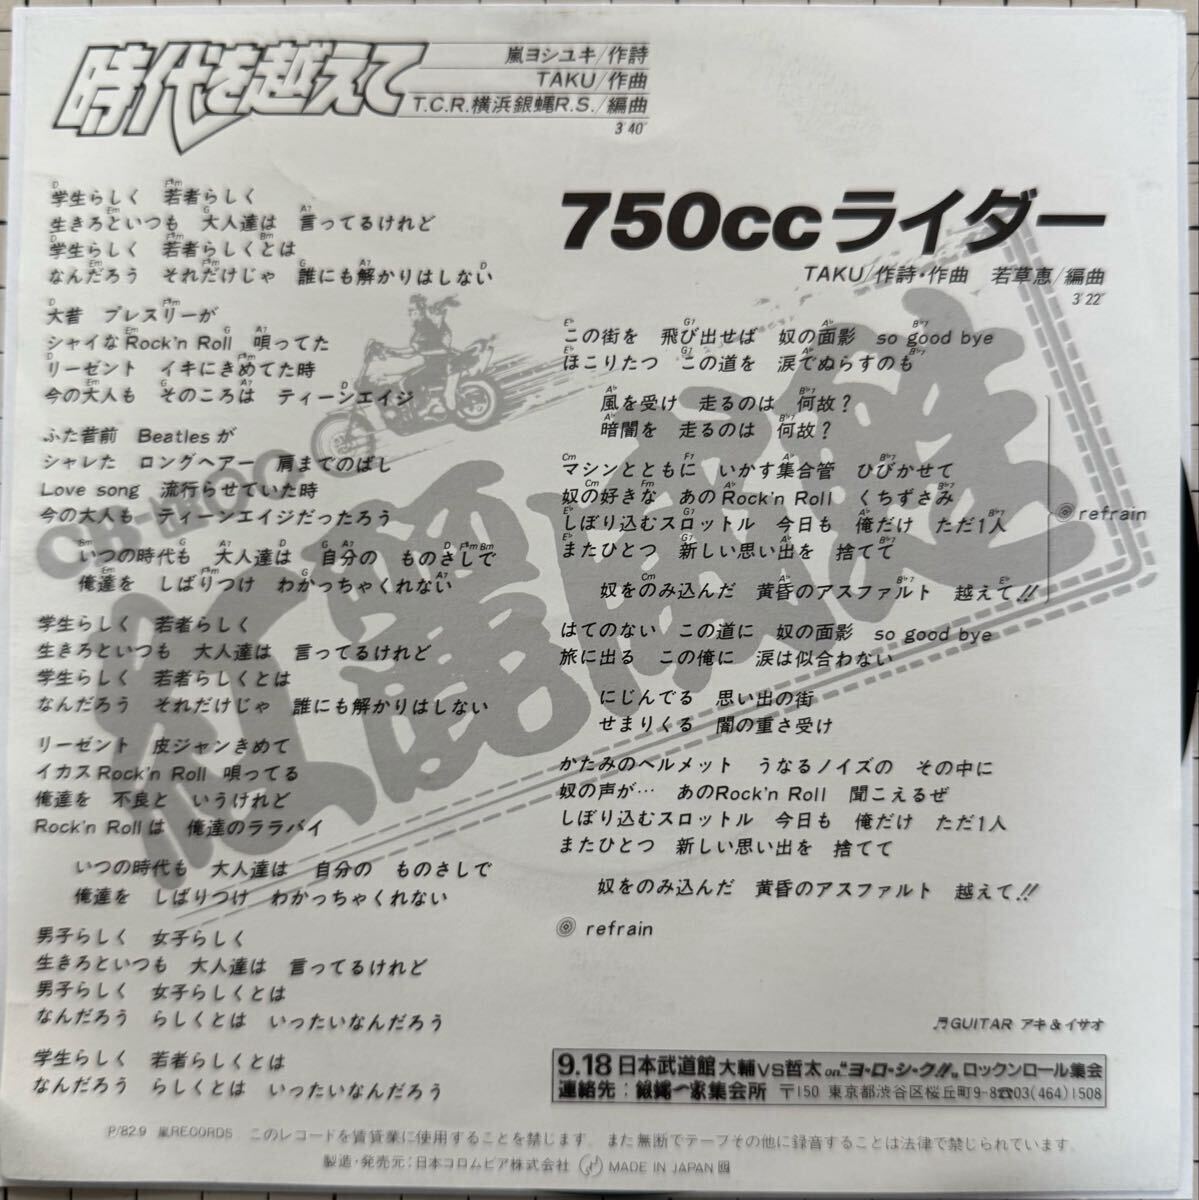 時代を越えて
嵐ヨシユキ/作詩
TAKU/作曲
T.C.R.横浜銀蝿R.S./編曲
3'40"
D F♯m
学生らしく 若者らしく
Em G A7
生きろといつも 大人達は 言ってるけれど
D F♯m Bm
学生らしく 若者らしくとは
Em F♯m G A7 D
なんだろう それだけじゃ 誰にも解かりはしない
D F♯m
大昔 プレスリーが
Em G A7
シャイなRock'n Roll 唄ってた
D F♯m
リーゼント イキにきめてた時
Em G A7 D
今の大人も そのころは ティーンエイジ
ふた昔前 Beatlesが
シャレた ロングヘアー 肩までのばし
Love song 流行らせていた時
今の大人も ティーンエイジだったろう
Bm G A7 D G A7 D F♯m Bm
いつの時代も 大人達は 自分の ものさしで
Em F♯m G A7
俺達を しばりつけ わかっちゃくれない
学生らしく 若者らしく
生きろといつも 大人達は 言ってるけれど
学生らしく 若者らしくとは
なんだろう それだけじゃ 誰にも解かりはしない
リーゼント 皮ジャンきめて
イカスRock'n Roll 唄ってる
俺達を 不良と いうけれど
Rock'n Rollは 俺達のララバイ
いつの時代も 大人達は 自分の ものさしで
俺達を しばりつけ わかっちゃくれない
男子らしく 女子らしく
生きろといつも 大人達は 言ってるけれど
男子らしく 女子らしくとは
なんだろう らしくとは いったいなんだろう
学生らしく 若者らしくとは
なんだろう らしくとは いったいなんだろう
750ccライダー
TAKU/作詩・作曲 若草恵/編曲
3'22"
E♭ G7 A♭ B♭7
この街を 飛び出せば 奴の面影 so good bye
E♭ G7 A♭ B♭7
ほこりたつ この道を 涙でぬらすのも
A♭ B♭7
風を受け 走るのは 何故?
A♭ B♭7
暗闇を 走るのは 何故?
Cm F7
マシンとともに いかす集合管 ひびかせて
Cm Fm A♭ B♭7
奴の好きな あのRock'n Roll くちずさみ
E♭ G7 A♭ B♭7
しぼり込むスロットル 今日も 俺だけ ただ1人
E♭ G7 A♭ B♭7
またひとつ 新しい思い出を 捨てて
Cm A♭ B♭7 E♭
奴をのみ込んだ 黄昏のアスファルト 越えて!!
◎refrain
はてのない この道に 奴の面影 so good bye
旅に出る この俺に 涙は似合わない
にじんでる 思い出の街
せまりくる 闇の重さ受け
かたみのヘルメット うなるノイズの その中に
奴の声が… あのRock'n Roll 聞こえるぜ
しぼり込むスロットル 今日も 俺だけ ただ1人
またひとつ 新しい思い出を 捨てて
奴をのみ込んだ 黄昏のアスファルト 越えて!!
◎refrain
紅麗威甦
♬GUITAR アキ&イサオ
9.18 日本武道館 大輔VS哲太on"ヨ・ロ・シ・ク!!"ロックンロール集会
連絡先:銀蝿一家集会所 〒150 東京都渋谷区桜丘町9-8☎03(464)1508
P/82.9 嵐RECORDS このレコードを賃貸業に使用することを禁じます。また無断でテープその他に録音することは法律で禁じられています。
製造・発売元:日本コロムビア株式会社 MADE IN JAPAN